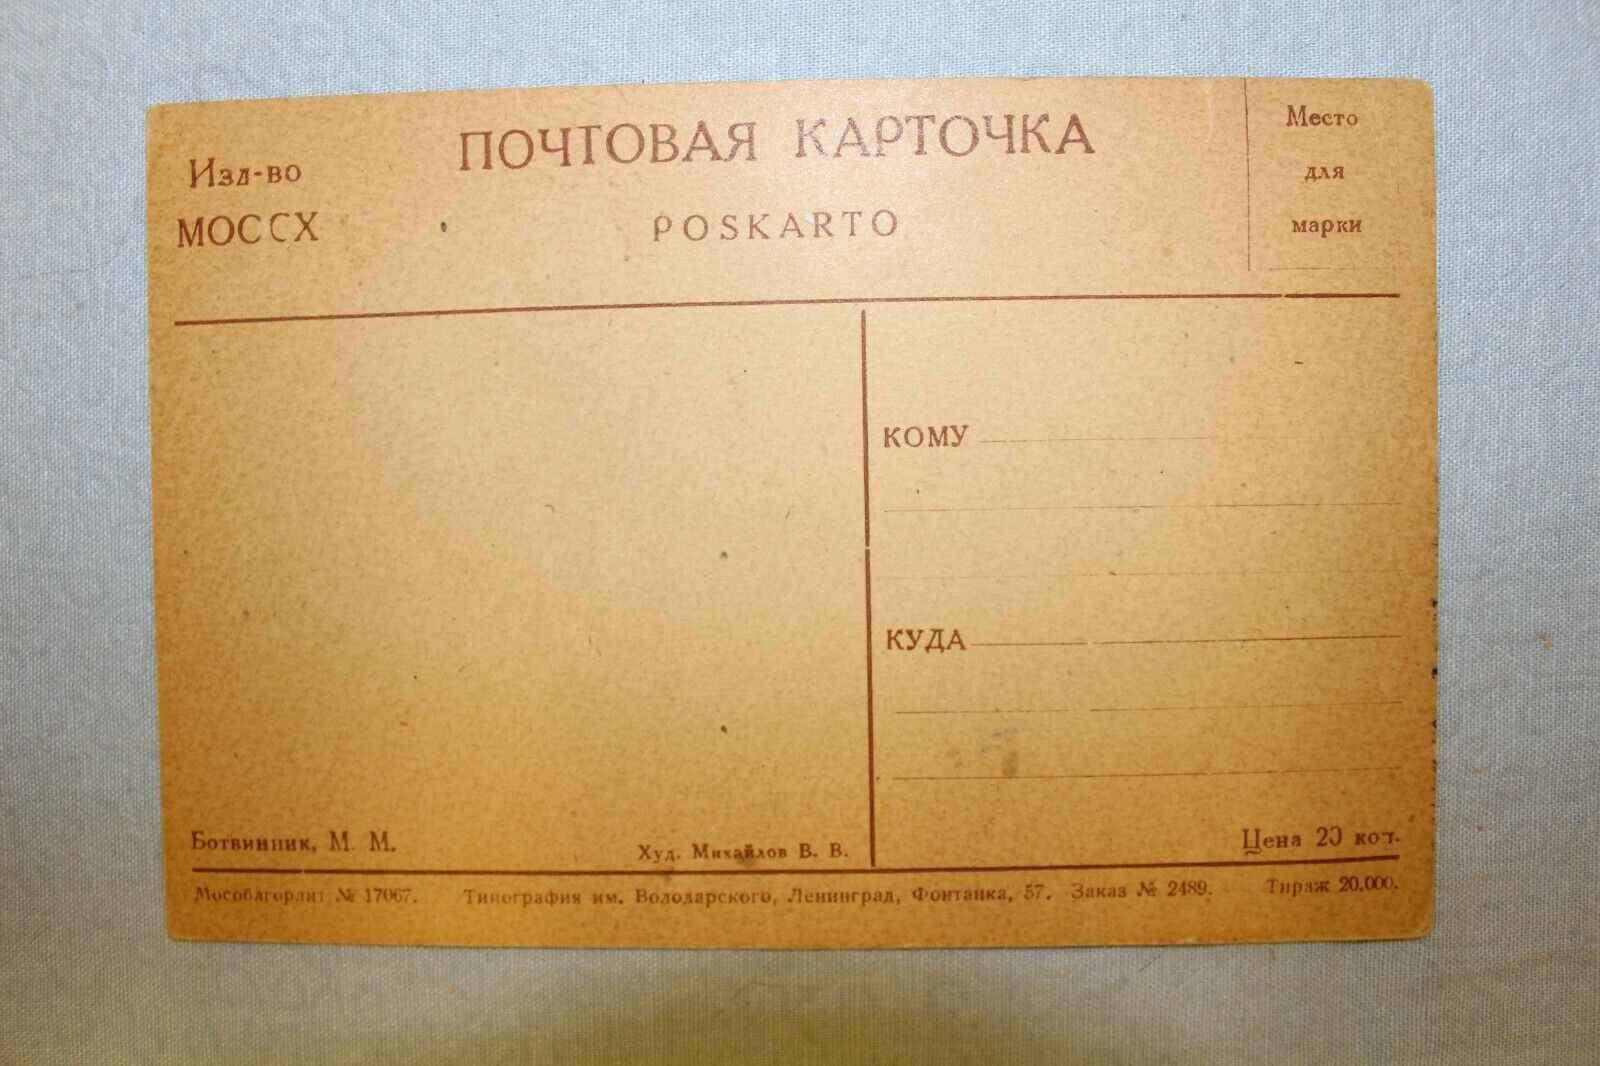 ПОЧТОВАЯ КАРТОЧКА
POSKARTO
Изд-во
МОССХ
Место
для
марки
КОМУ
КУДА
Ботвинник, М. М.
Худ. Михайлов В. В.
Цена 20 коп.
Мособлгорлит № 17067. Типография им. Володарского, Ленинград, Фонтанка, 57. Заказ № 2489. Тираж 20.000.